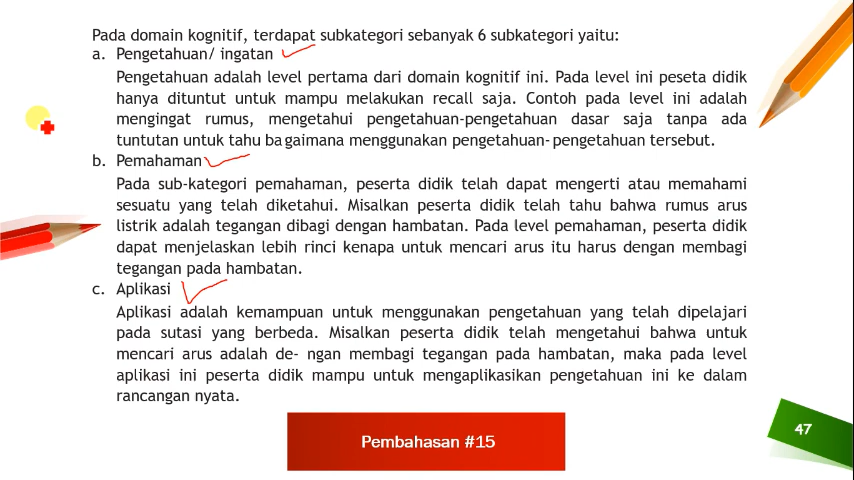 Pada domain kognitif, terdapat subkategori sebanyak 6 subkategori yaitu:
a. Pengetahuan/ ingatan
Pengetahuan adalah level pertama dari domain kognitif ini. Pada level ini peseta didik
hanya dituntut untuk mampu melakukan recall saja. Contoh pada level ini adalah
mengingat rumus, mengetahui pengetahuan-pengetahuan dasar saja tanpa ada
tuntutan untuk tahu bagaimana menggunakan pengetahuan-pengetahuan tersebut.
b. Pemahaman
Pada sub-kategori pemahaman, peserta didik telah dapat mengerti atau memahami
sesuatu yang telah diketahui. Misalkan peserta didik telah tahu bahwa rumus arus
listrik adalah tegangan dibagi dengan hambatan. Pada level pemahaman, peserta didik
dapat menjelaskan lebih rinci kenapa untuk mencari arus itu harus dengan membagi
tegangan pada hambatan.
c. Aplikasi
Aplikasi adalah kemampuan untuk menggunakan pengetahuan yang telah dipelajari
pada sutasi yang berbeda. Misalkan peserta didik telah mengetahui bahwa untuk
mencari arus adalah de- ngan membagi tegangan pada hambatan, maka pada level
aplikasi ini peserta didik mampu untuk mengaplikasikan pengetahuan ini ke dalam
rancangan nyata.
Pembahasan #15
47